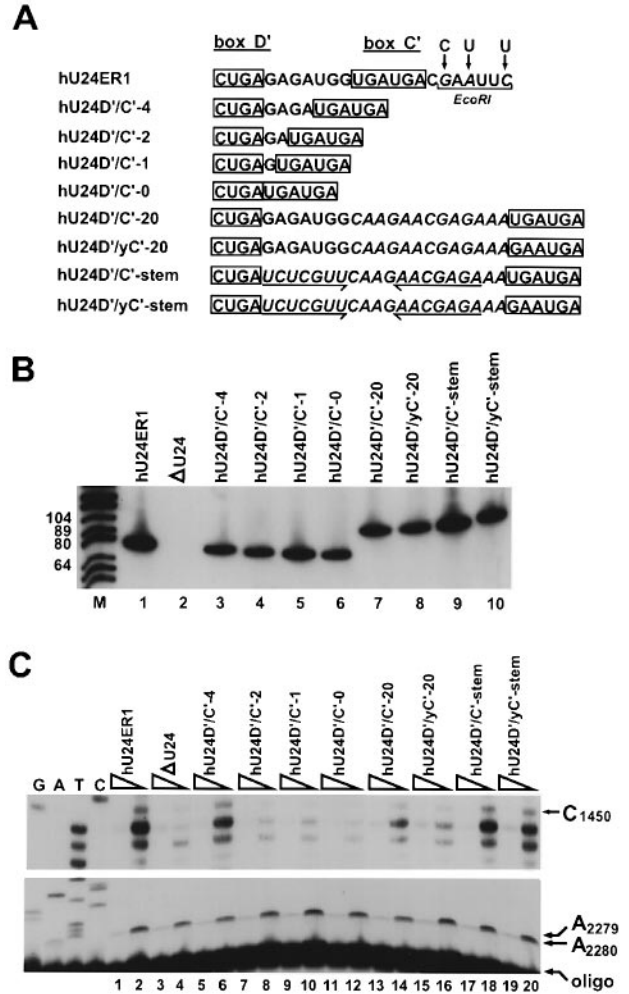 A
box D' box C' C U U
hU24ER1 CUGAGAGAUGGUGAUGACGAAUUC
EcoRI
hU24D'/C'-4 CUGAGAGAUGAUGA
hU24D'/C'-2 CUGAGAUGAUGA
hU24D'/C'-1 CUGAGUGAUGA
hU24D'/C'-0 CUGAUGAUGA
hU24D'/C'-20 CUGAGAGAUGGCAAGAACGAGAAAUGAUGA
hU24D'/yC'-20 CUGAGAGAUGGCAAGAACGAGAAAGAAUGA
hU24D'/C'-stem CUGAUCUCGUUCAAGAACGAGAAAUGAUGA
hU24D'/yC'-stem CUGAUCUCGUUCAAGAACGAGAAAGAAUGA
B
hU24ER1 ΔU24 hU24D'/C'-4 hU24D'/C'-2 hU24D'/C'-1 hU24D'/C'-0 hU24D'/C'-20 hU24D'/yC'-20 hU24D'/C'-stem hU24D'/yC'-stem
104
89
80
64
M 1 2 3 4 5 6 7 8 9 10
C
hU24ER1 ΔU24 hU24D'/C'-4 hU24D'/C'-2 hU24D'/C'-1 hU24D'/C'-0 hU24D'/C'-20 hU24D'/yC'-20 hU24D'/C'-stem hU24D'/yC'-stem
G A T C
C1450
A2279
A2280
oligo
1 2 3 4 5 6 7 8 9 10 11 12 13 14 15 16 17 18 19 20